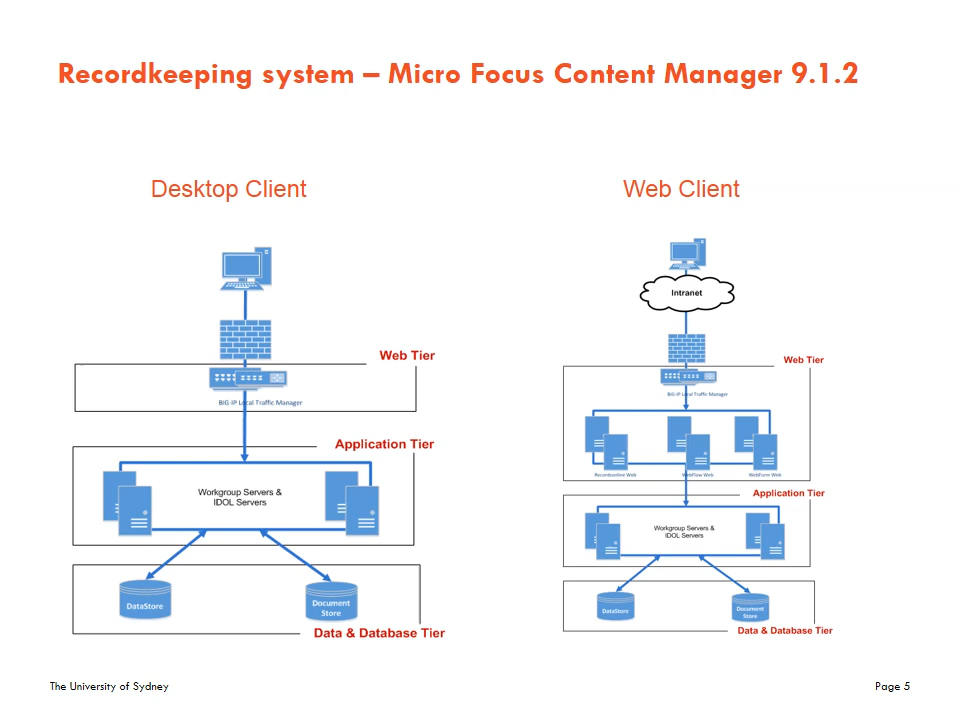 Recordkeeping system – Micro Focus Content Manager 9.1.2
Desktop Client
Web Tier
BIG-IP Local Traffic Manager
Application Tier
Workgroup Servers &
IDOL Servers
DataStore
Document
Store
Data & Database Tier
Web Client
Intranet
Web Tier
BIG-IP Local Traffic Manager
Recordsonline Web
WebFlow Web
WebForm Web
Application Tier
Workgroup Servers &
IDOL Servers
DataStore
Document
Store
Data & Database Tier
The University of Sydney
Page 5